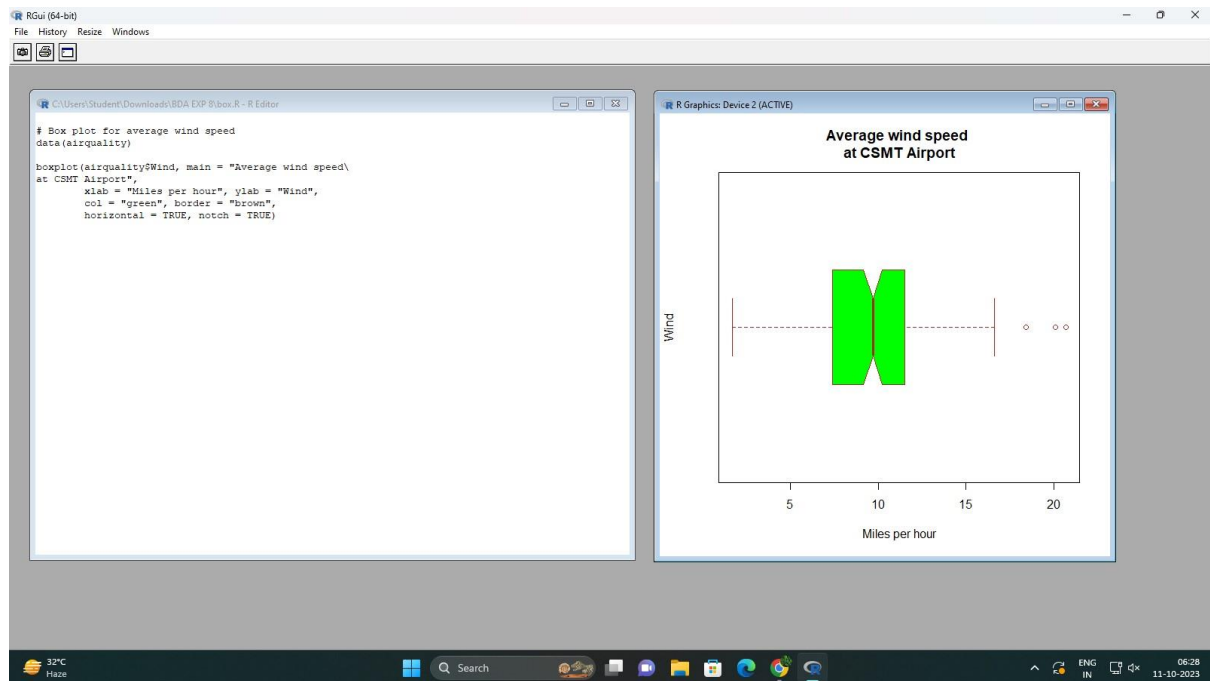 RGui (64-bit)
File History Resize Windows
C:\Users\Student\Downloads\BDA EXP 8\box.R - R Editor
# Box plot for average wind speed
data(airquality)
boxplot(airquality$Wind, main = "Average wind speed\
at CSMT Airport",
        xlab = "Miles per hour", ylab = "Wind",
        col = "green", border = "brown",
        horizontal = TRUE, notch = TRUE)
R Graphics: Device 2 (ACTIVE)
Average wind speed
at CSMT Airport
Wind
5 10 15 20
Miles per hour
32°C
Haze
Search
ENG
IN
06:28
11-10-2023